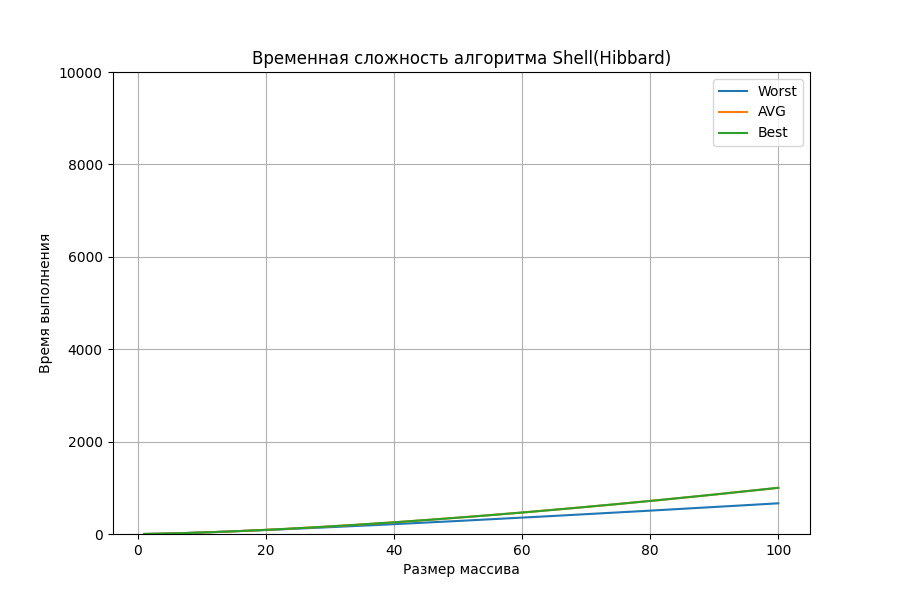 Временная сложность алгоритма Shell(Hibbard)
Worst
AVG
Best
10000
8000
6000
4000
2000
0
Время выполнения
0 20 40 60 80 100
Размер массива